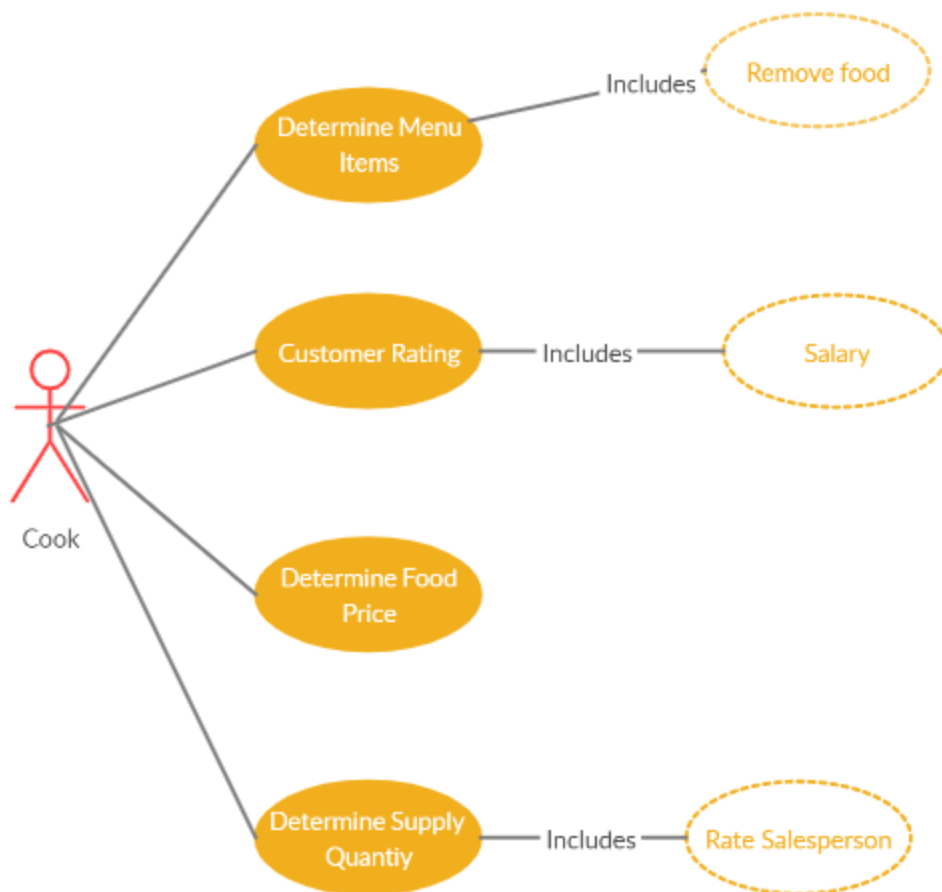 Includes
Remove food
Determine Menu
Items
Customer Rating
Includes
Salary
Cook
Determine Food
Price
Determine Supply
Quantiy
Includes
Rate Salesperson